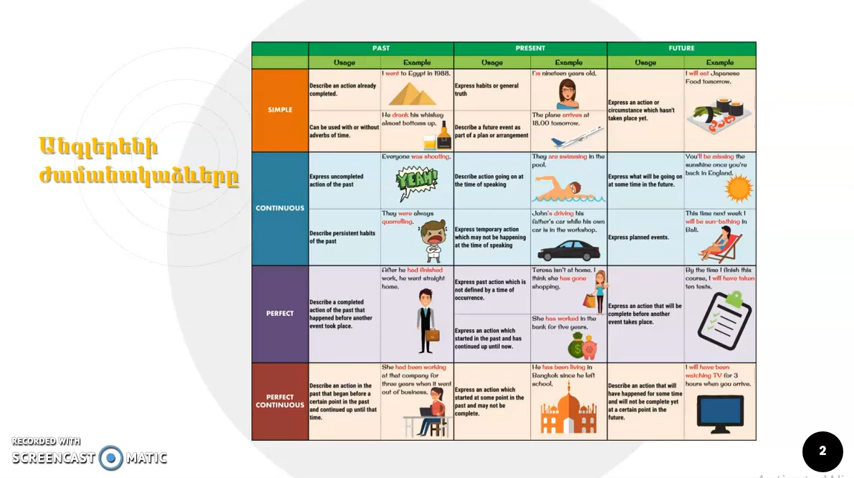 Անգլերենի
ժամանակաձևերը
PAST
PRESENT
FUTURE
Usage
Example
Usage
Example
Usage
Example
SIMPLE
Describe an action already
completed.
I went to Egypt in 1988.
Can be used with or without
adverbs of time.
He drank his whiskey
almost bottoms up.
Express habits or general
truth
I'm nineteen years old.
Describe a future event as
part of a plan or arrangement
The plane arrives at
18.00 tomorrow.
Express an action or
circumstance which hasn't
taken place yet.
I will eat Japanese
Food tomorrow.
CONTINUOUS
Express uncompleted
action of the past
Everyone was shouting.
YEAH!
Describe persistent habits
of the past
They were always
quarrelling.
Describe action going on at
the time of speaking
They are swimming in the
pool.
Express temporary action
which may not be happening
at the time of speaking
John's driving his
father's car while his own
car is in the workshop.
Express what will be going on
at some time in the future.
You'll be missing the
sunshine once you're
back in England.
Express planned events.
This time next week I
will be sun-bathing in
Bali.
PERFECT
Describe a completed
action of the past that
happened before another
event took place.
After he had finished
work, he went straight
home.
Express past action which is
not defined by a time of
occurrence.
Teresa isn't at home. I
think she has gone
shopping.
Express an action which
started in the past and has
continued up until now.
She has worked in the
bank for five years.
Express an action that will be
complete before another
event takes place.
By the time I finish this
course, I will have taken
ten tests.
PERFECT
CONTINUOUS
Describe an action in the
past that began before a
certain point in the past
and continued up until that
time.
She had been working
at that company for
three years when it went
out of business.
Express an action which
started at some point in the
past and may not be
complete.
He has been living in
Bangkok since he left
school.
Describe an action that will
have happened for some time
and will not be complete yet
at a certain point in the
future.
I will have been
watching TV for 3
hours when you arrive.
RECORDED WITH
SCREENCAST MATIC
2